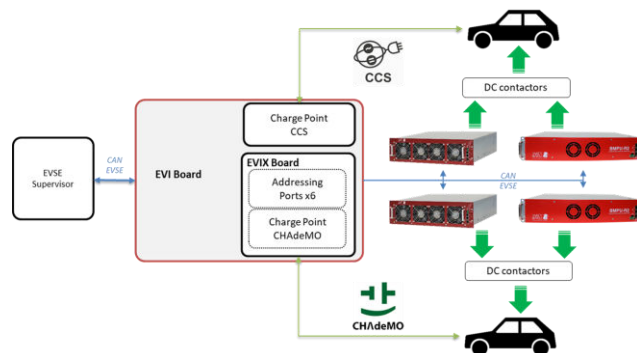 CCS
DC contactors
Charge Point
CCS
EVSE
Supervisor
CAN
EVSE
EVI Board
EVIX Board
Addressing
Ports x6
Charge Point
CHAdeMO
CAN
EVSE
DC contactors
CHΛdeMO